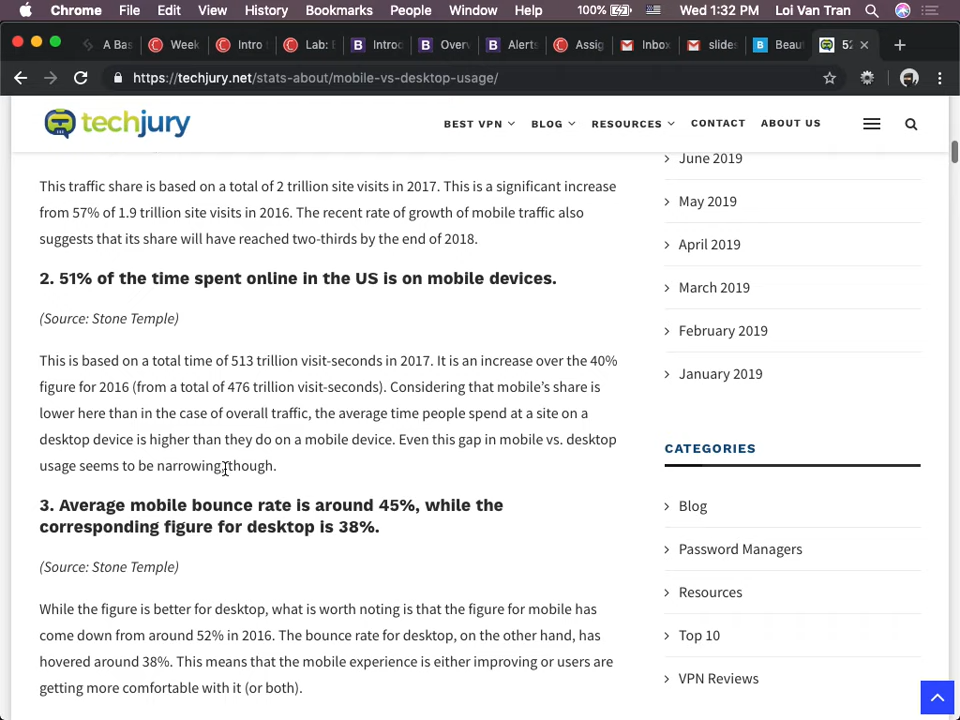 Chrome File Edit View History Bookmarks People Window Help 100% Wed 1:32 PM Loi Van Tran
A Bas Week Intro Lab: Introc Overv Alerts Assig Inbox slides Beau 52
https://techjury.net/stats-about/mobile-vs-desktop-usage/
techjury BEST VPN BLOG RESOURCES CONTACT ABOUT US
This traffic share is based on a total of 2 trillion site visits in 2017. This is a significant increase
from 57% of 1.9 trillion site visits in 2016. The recent rate of growth of mobile traffic also
suggests that its share will have reached two-thirds by the end of 2018.
2. 51% of the time spent online in the US is on mobile devices.
(Source: Stone Temple)
This is based on a total time of 513 trillion visit-seconds in 2017. It is an increase over the 40%
figure for 2016 (from a total of 476 trillion visit-seconds). Considering that mobile’s share is
lower here than in the case of overall traffic, the average time people spend at a site on a
desktop device is higher than they do on a mobile device. Even this gap in mobile vs. desktop
usage seems to be narrowing, though.
3. Average mobile bounce rate is around 45%, while the
corresponding figure for desktop is 38%.
(Source: Stone Temple)
While the figure is better for desktop, what is worth noting is that the figure for mobile has
come down from around 52% in 2016. The bounce rate for desktop, on the other hand, has
hovered around 38%. This means that the mobile experience is either improving or users are
getting more comfortable with it (or both).
June 2019
May 2019
April 2019
March 2019
February 2019
January 2019
CATEGORIES
Blog
Password Managers
Resources
Top 10
VPN Reviews